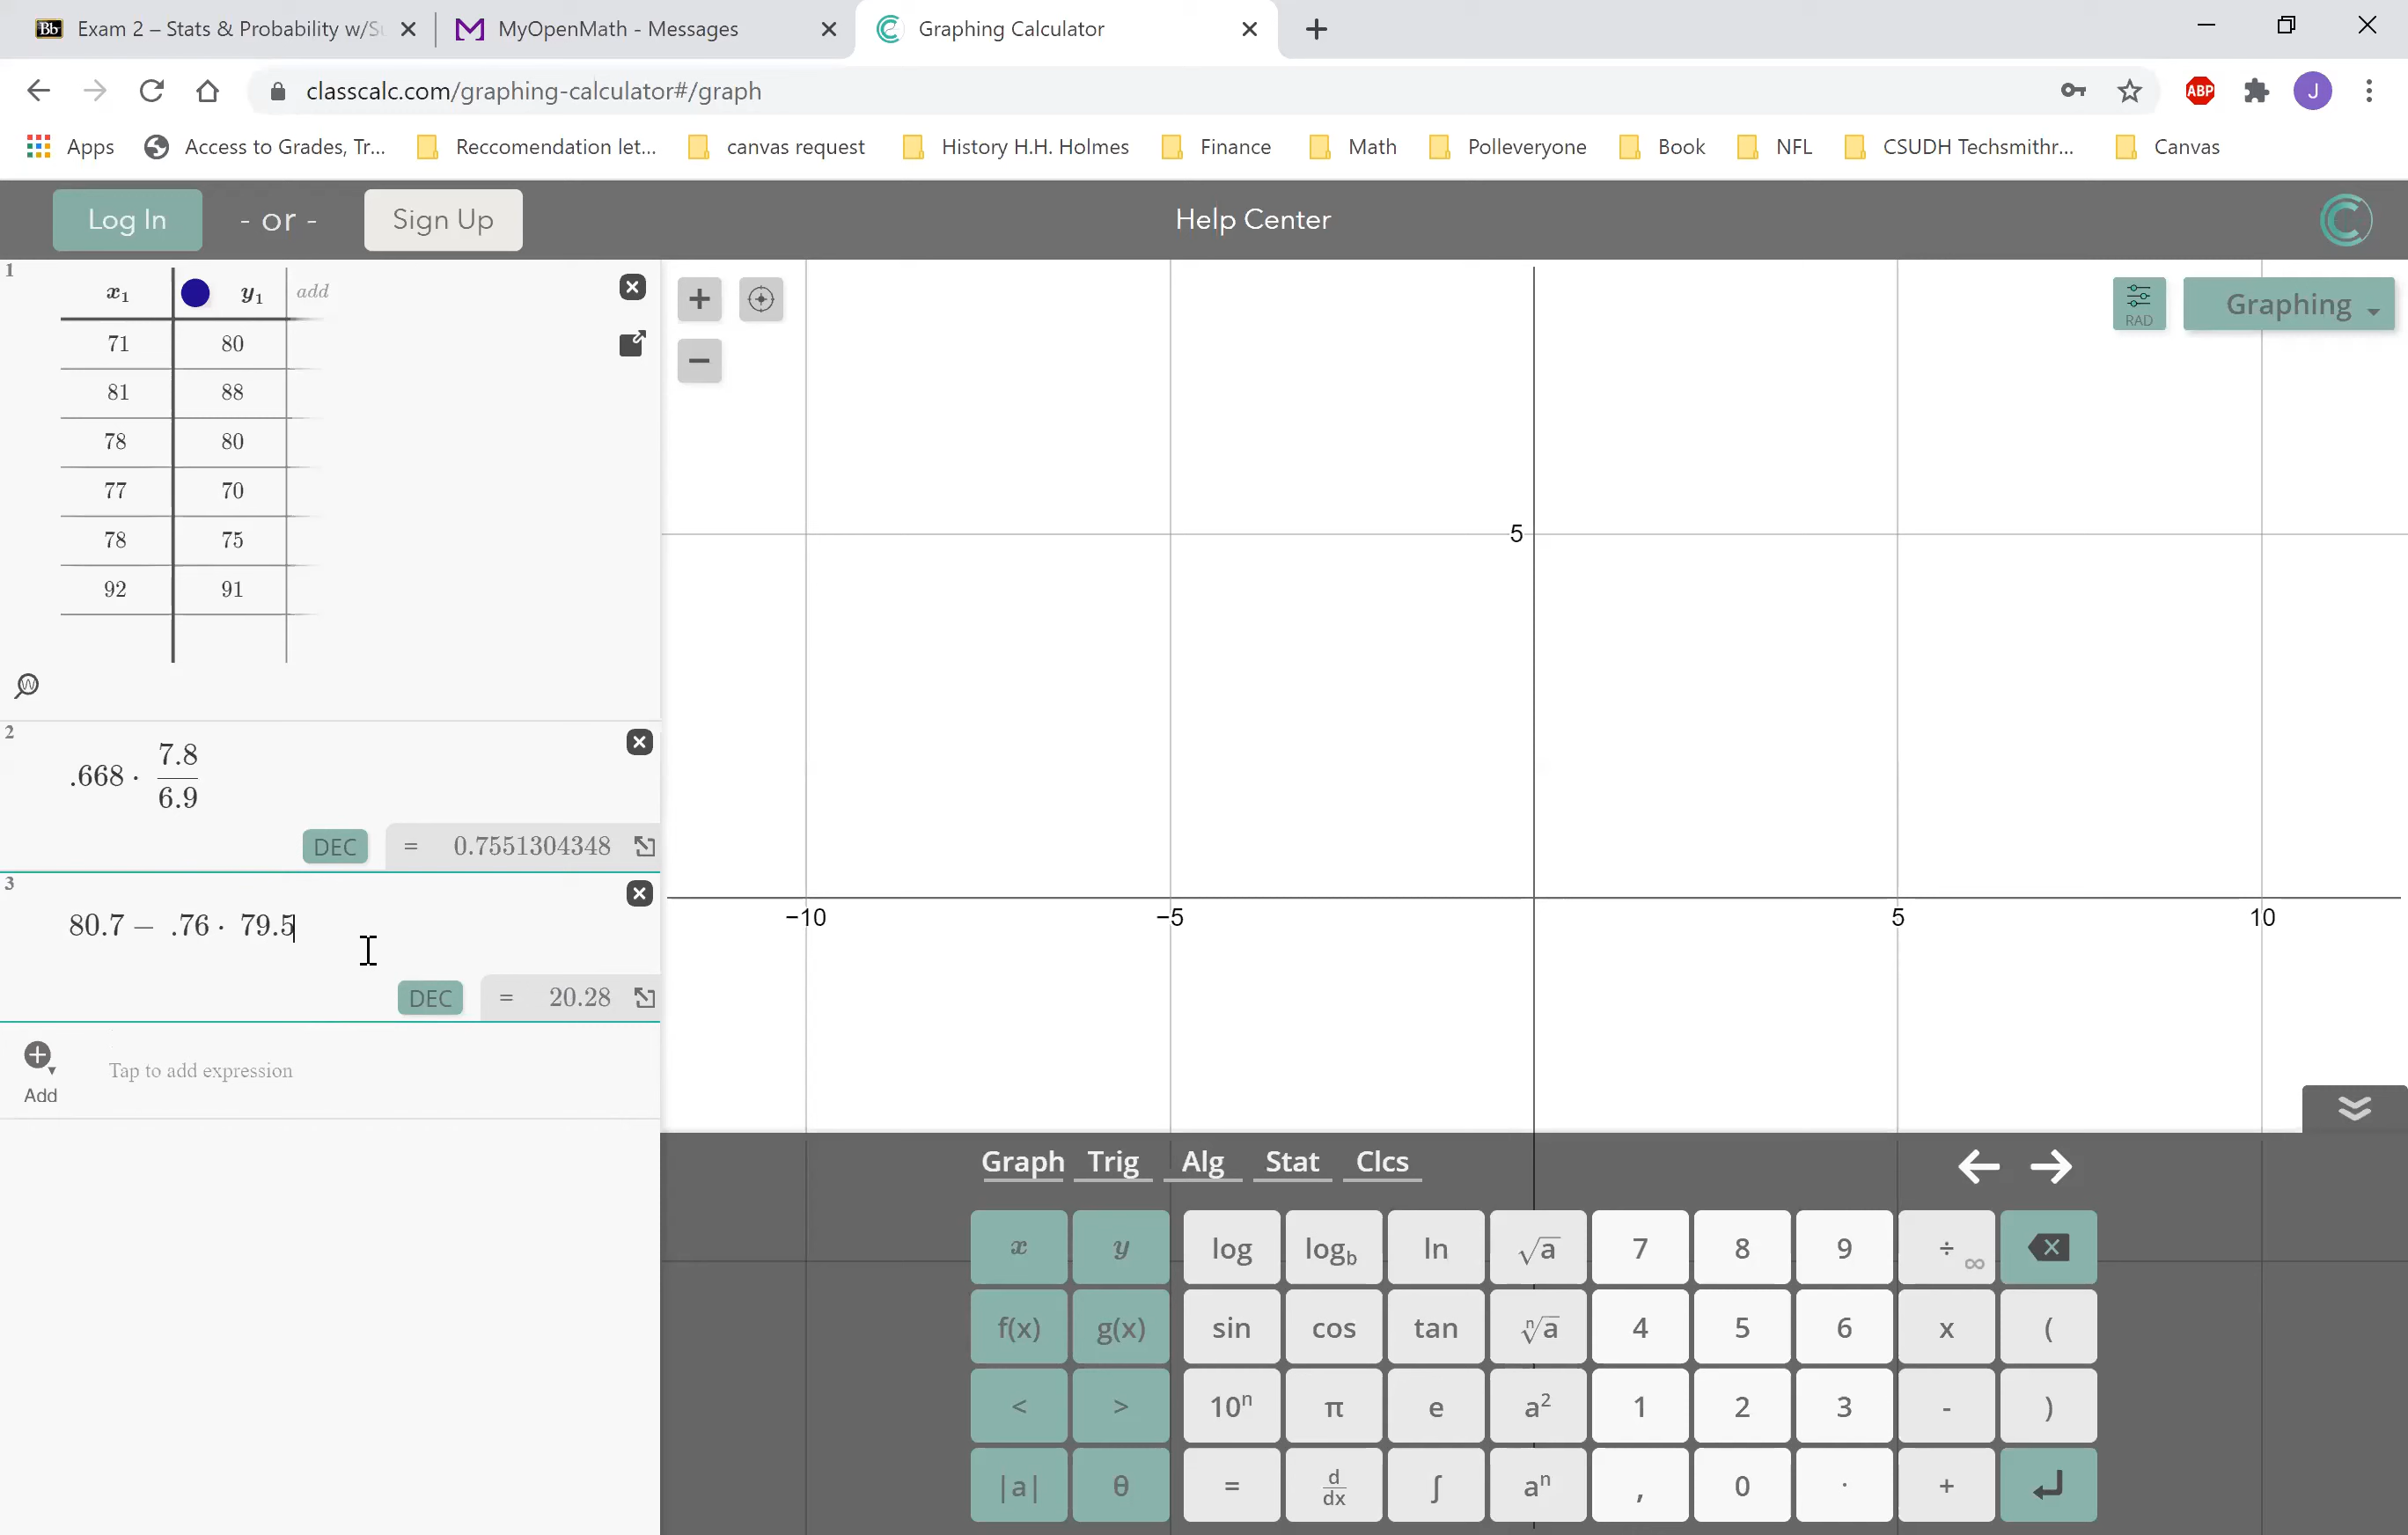 Exam 2 – Stats & Probability w/S
MyOpenMath - Messages
Graphing Calculator
classcalc.com/graphing-calculator#/graph
ABP
J
Apps
Access to Grades, Tr...
Reccomendation let...
canvas request
History H.H. Holmes
Finance
Math
Polleveryone
Book
NFL
CSUDH Techsmithr...
Canvas
Log In
- or -
Sign Up
Help Center
1
x₁ y₁ add
71 80
81 88
78 80
77 70
78 75
92 91
RAD
Graphing
2
.668 · 7.8/6.9
DEC = 0.7551304348
3
80.7 − .76 · 79.5
DEC = 20.28
Add
Tap to add expression
5
−10 −5 5 10
Graph Trig Alg Stat Clcs
x y log log_b ln √a 7 8 9 ÷ ∞
f(x) g(x) sin cos tan ⁿ√a 4 5 6 x (
< > 10ⁿ π e a² 1 2 3 - )
|a| θ = d/dx ∫ aⁿ , 0 · +